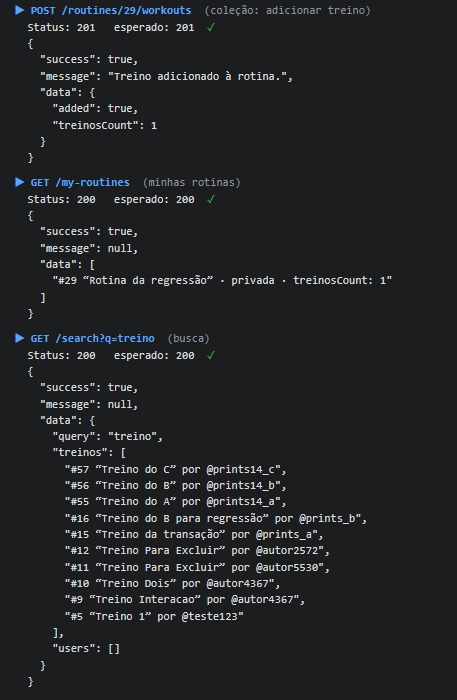 ▶ POST /routines/29/workouts (coleção: adicionar treino)
Status: 201 esperado: 201 ✓
{
"success": true,
"message": "Treino adicionado à rotina.",
"data": {
"added": true,
"treinosCount": 1
}
}
▶ GET /my-routines (minhas rotinas)
Status: 200 esperado: 200 ✓
{
"success": true,
"message": null,
"data": [
"#29 “Rotina da regressão” · privada · treinosCount: 1"
]
}
▶ GET /search?q=treino (busca)
Status: 200 esperado: 200 ✓
{
"success": true,
"message": null,
"data": {
"query": "treino",
"treinos": [
"#57 “Treino do C” por @prints14_c",
"#56 “Treino do B” por @prints14_b",
"#55 “Treino do A” por @prints14_a",
"#16 “Treino do B para regressão” por @prints_b",
"#15 “Treino da transação” por @prints_a",
"#12 “Treino Para Excluir” por @autor2572",
"#11 “Treino Para Excluir” por @autor5530",
"#10 “Treino Dois” por @autor4367",
"#9 “Treino Interacao” por @autor4367",
"#5 “Treino 1” por @teste123"
],
"users": []
}
}